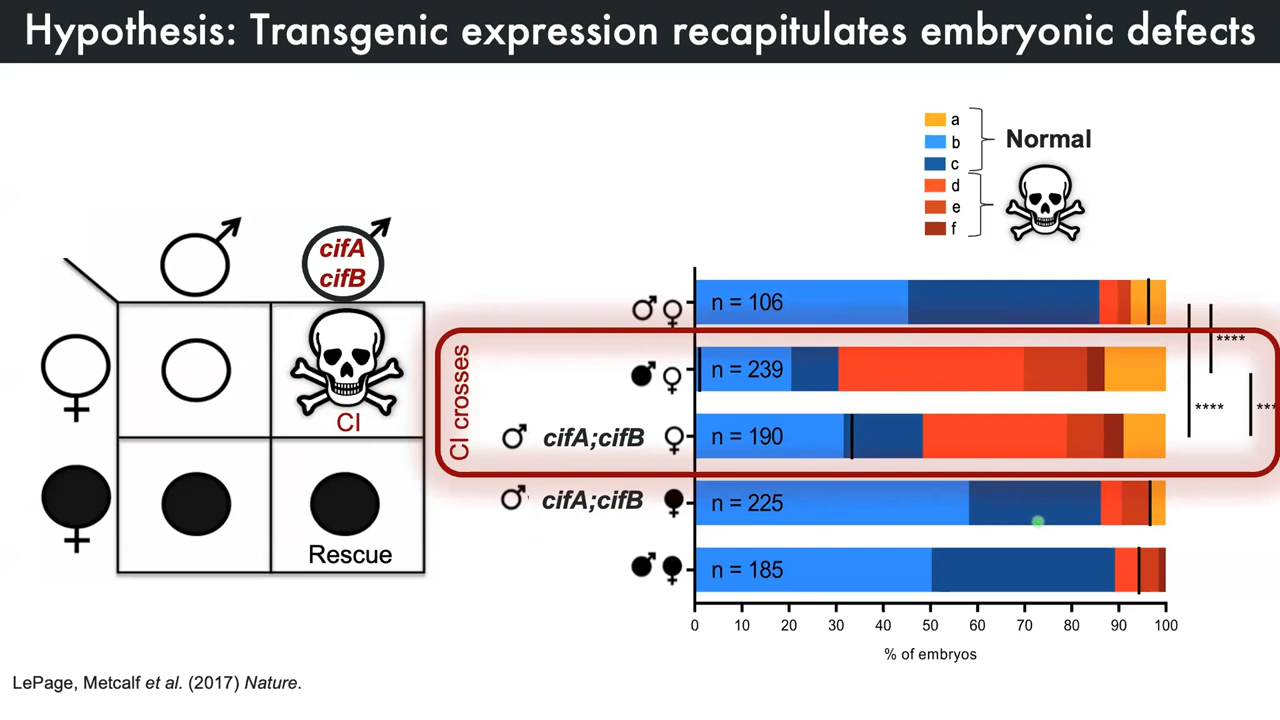 Hypothesis: Transgenic expression recapitulates embryonic defects
a
b
c
d
e
f
Normal
cifA
cifB
CI
Rescue
CI crosses
n = 106
n = 239
cifA;cifB
n = 190
cifA;cifB
n = 225
n = 185
****
****
***
0 10 20 30 40 50 60 70 80 90 100
% of embryos
LePage, Metcalf et al. (2017) Nature.